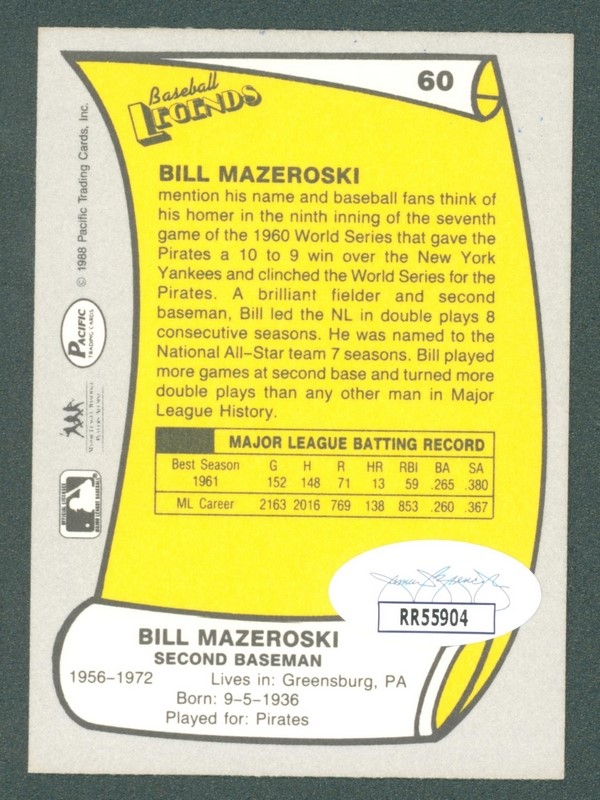 60
Baseball
LEGENDS
© 1988 Pacific Trading Cards, Inc.
PACIFIC
TRADING CARDS
BILL MAZEROSKI
mention his name and baseball fans think of
his homer in the ninth inning of the seventh
game of the 1960 World Series that gave the
Pirates a 10 to 9 win over the New York
Yankees and clinched the World Series for the
Pirates. A brilliant fielder and second
baseman, Bill led the NL in double plays 8
consecutive seasons. He was named to the
National All-Star team 7 seasons. Bill played
more games at second base and turned more
double plays than any other man in Major
League History.
MAJOR LEAGUE BATTING RECORD
Best Season G H R HR RBI BA SA
1961 152 148 71 13 59 .265 .380
ML Career 2163 2016 769 138 853 .260 .367
RR55904
BILL MAZEROSKI
SECOND BASEMAN
1956-1972 Lives in: Greensburg, PA
Born: 9-5-1936
Played for: Pirates